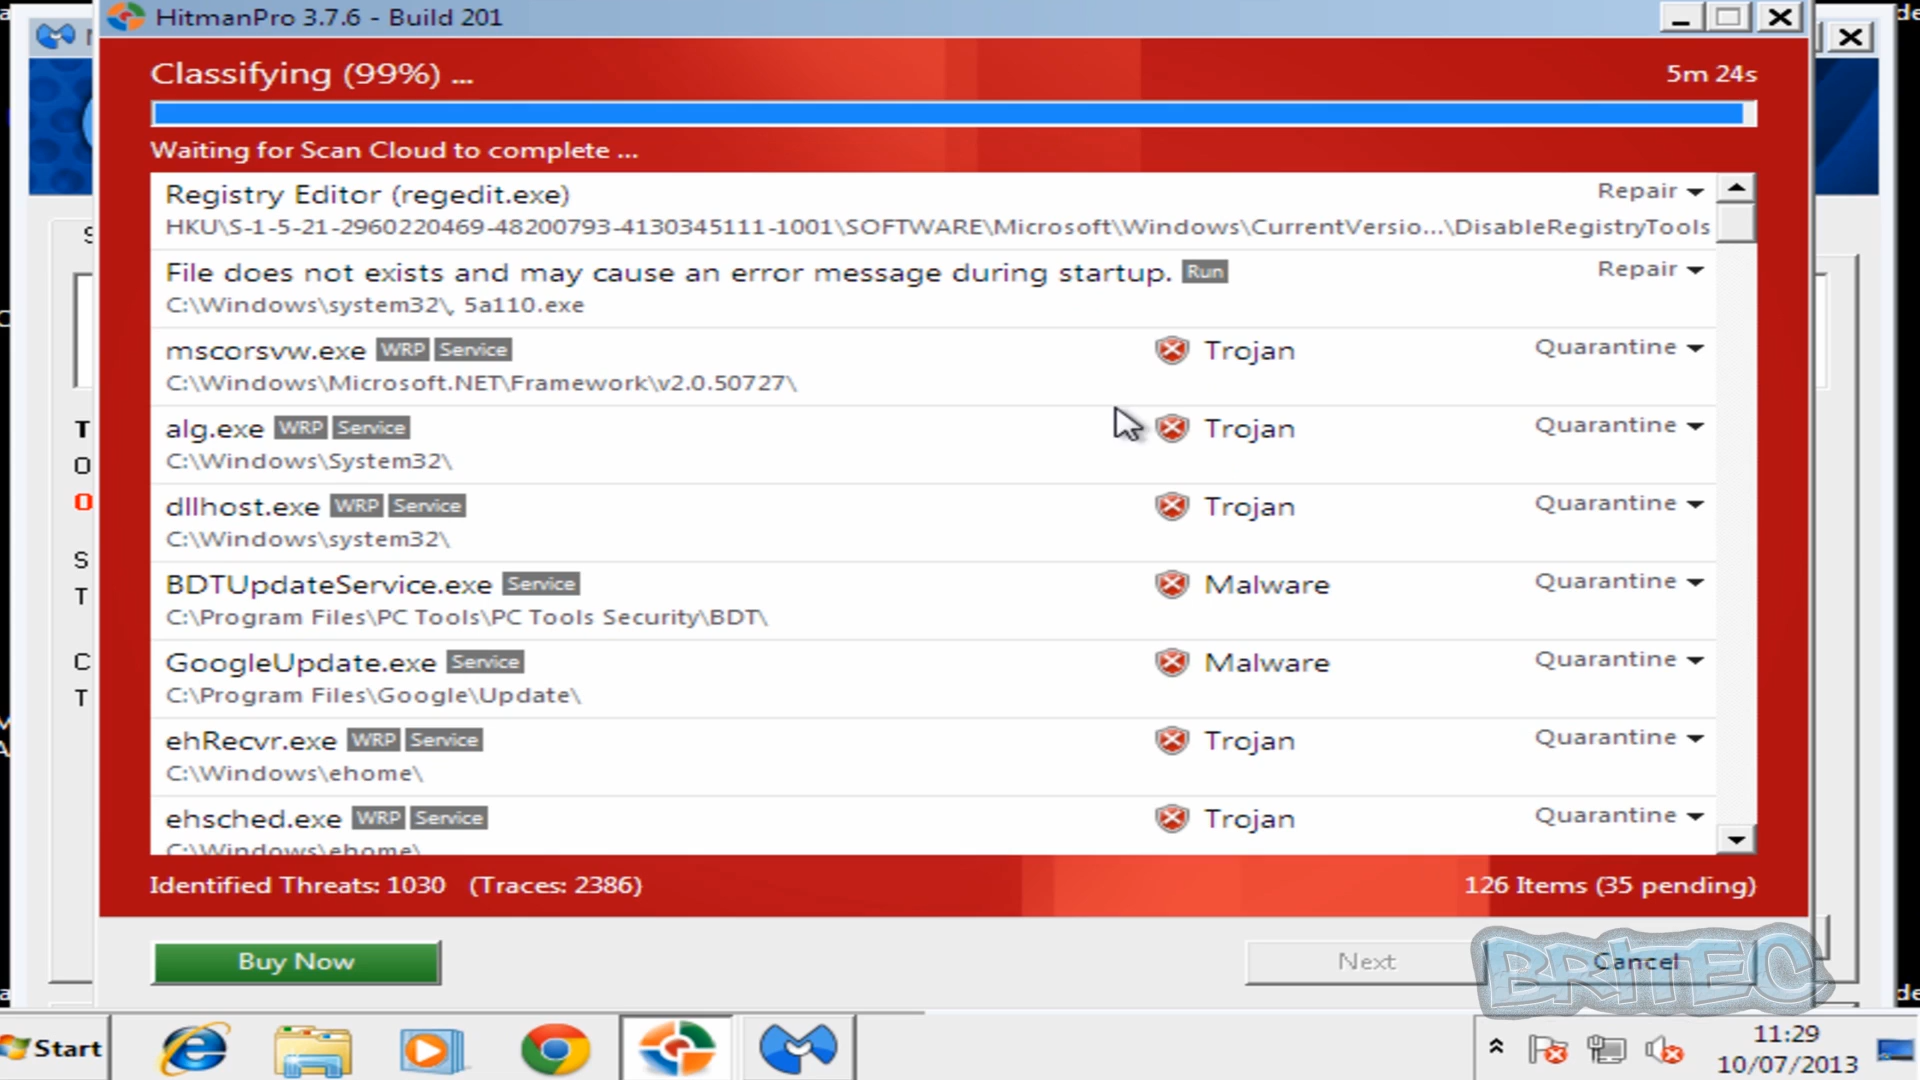 HitmanPro 3.7.6 - Build 201
Classifying (99%) ...
5m 24s
Waiting for Scan Cloud to complete ...
Registry Editor (regedit.exe)
Repair
HKU\S-1-5-21-2960220469-48200793-4130345111-1001\SOFTWARE\Microsoft\Windows\CurrentVersio...\DisableRegistryTools
File does not exists and may cause an error message during startup. Run
Repair
C:\Windows\system32\, 5a110.exe
mscorsvw.exe WRP Service
Trojan
Quarantine
C:\Windows\Microsoft.NET\Framework\v2.0.50727\
alg.exe WRP Service
Trojan
Quarantine
C:\Windows\System32\
dllhost.exe WRP Service
Trojan
Quarantine
C:\Windows\system32\
BDTUpdateService.exe Service
Malware
Quarantine
C:\Program Files\PC Tools\PC Tools Security\BDT\
GoogleUpdate.exe Service
Malware
Quarantine
C:\Program Files\Google\Update\
ehRecvr.exe WRP Service
Trojan
Quarantine
C:\Windows\ehome\
ehsched.exe WRP Service
Trojan
Quarantine
C:\Windows\ehome\
Identified Threats: 1030 (Traces: 2386)
126 Items (35 pending)
Buy Now
Next
Cancel
BRITEC
Start
11:29
10/07/2013